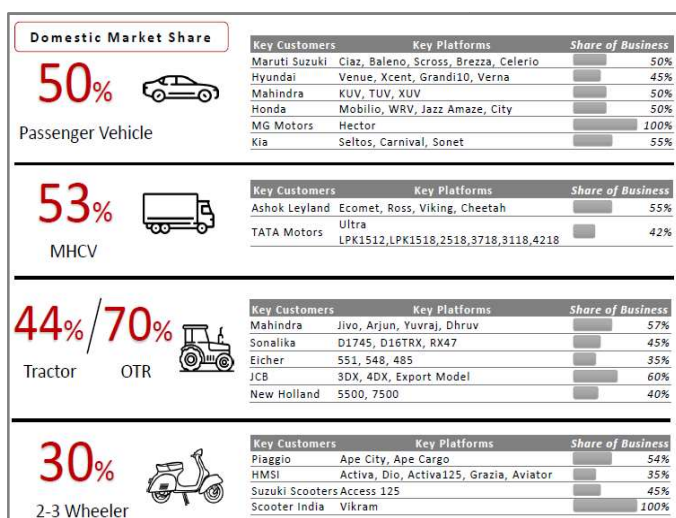 Domestic Market Share
50%
Passenger Vehicle
Key Customers Key Platforms Share of Business
Maruti Suzuki Ciaz, Baleno, Scross, Brezza, Celerio 50%
Hyundai Venue, Xcent, Grandi10, Verna 45%
Mahindra KUV, TUV, XUV 50%
Honda Mobilio, WRV, Jazz Amaze, City 50%
MG Motors Hector 100%
Kia Seltos, Carnival, Sonet 55%
53%
MHCV
Key Customers Key Platforms Share of Business
Ashok Leyland Ecomet, Ross, Viking, Cheetah 55%
TATA Motors Ultra
LPK1512,LPK1518,2518,3718,3118,4218 42%
44%/70%
Tractor OTR
Key Customers Key Platforms Share of Business
Mahindra Jivo, Arjun, Yuvraj, Dhruv 57%
Sonalika D1745, D16TRX, RX47 45%
Eicher 551, 548, 485 35%
JCB 3DX, 4DX, Export Model 60%
New Holland 5500, 7500 40%
30%
2-3 Wheeler
Key Customers Key Platforms Share of Business
Piaggio Ape City, Ape Cargo 54%
HMSI Activa, Dio, Activa125, Grazia, Aviator 35%
Suzuki Scooters Access 125 45%
Scooter India Vikram 100%